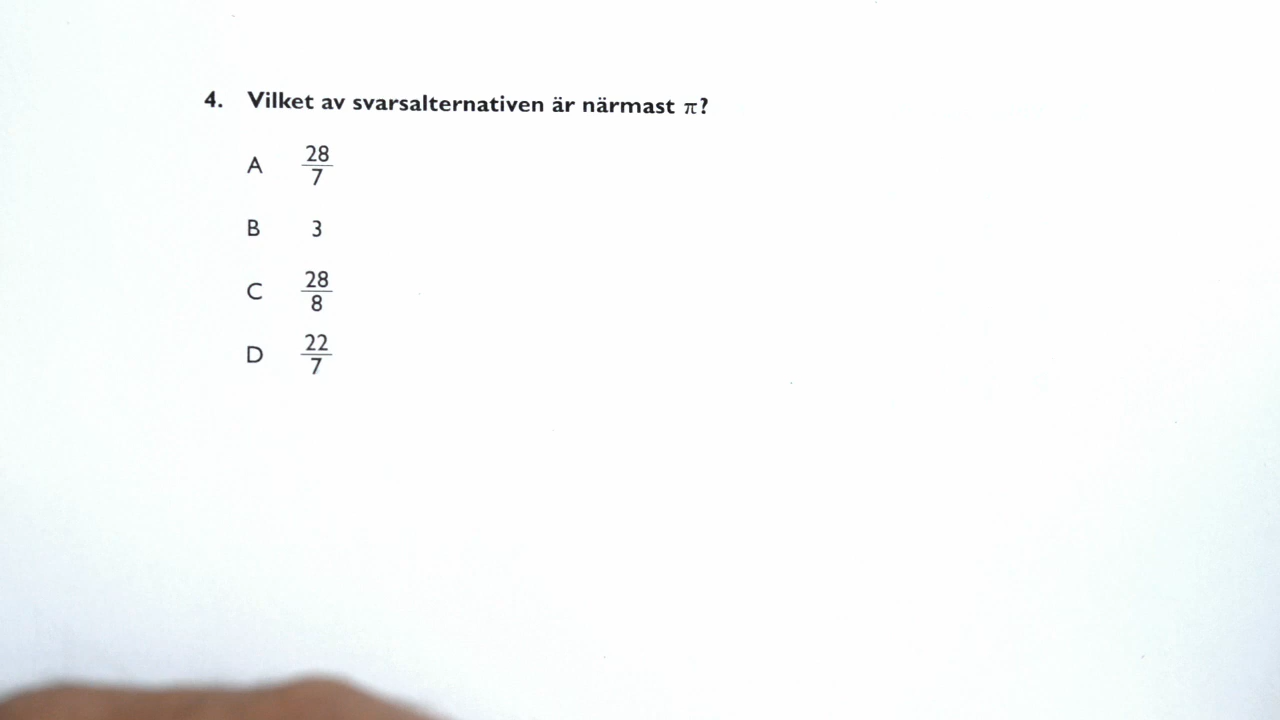 4. Vilket av svarsalternativen är närmast π?
A 28/7
B 3
C 28/8
D 22/7